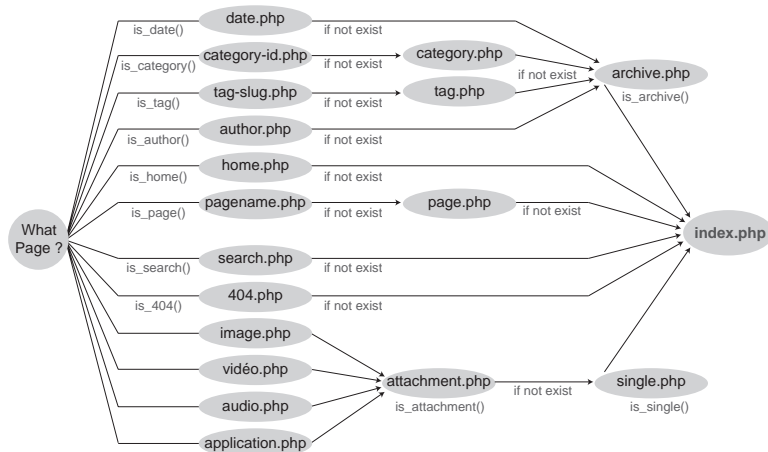 date.php
is_date()
if not exist
category-id.php
is_category()
if not exist
category.php
if not exist
archive.php
is_archive()
tag-slug.php
is_tag()
if not exist
tag.php
author.php
is_author()
if not exist
home.php
is_home()
if not exist
pagename.php
is_page()
if not exist
page.php
if not exist
What
Page ?
index.php
search.php
is_search()
if not exist
404.php
is_404()
if not exist
image.php
vidéo.php
attachment.php
is_attachment()
if not exist
single.php
is_single()
audio.php
application.php